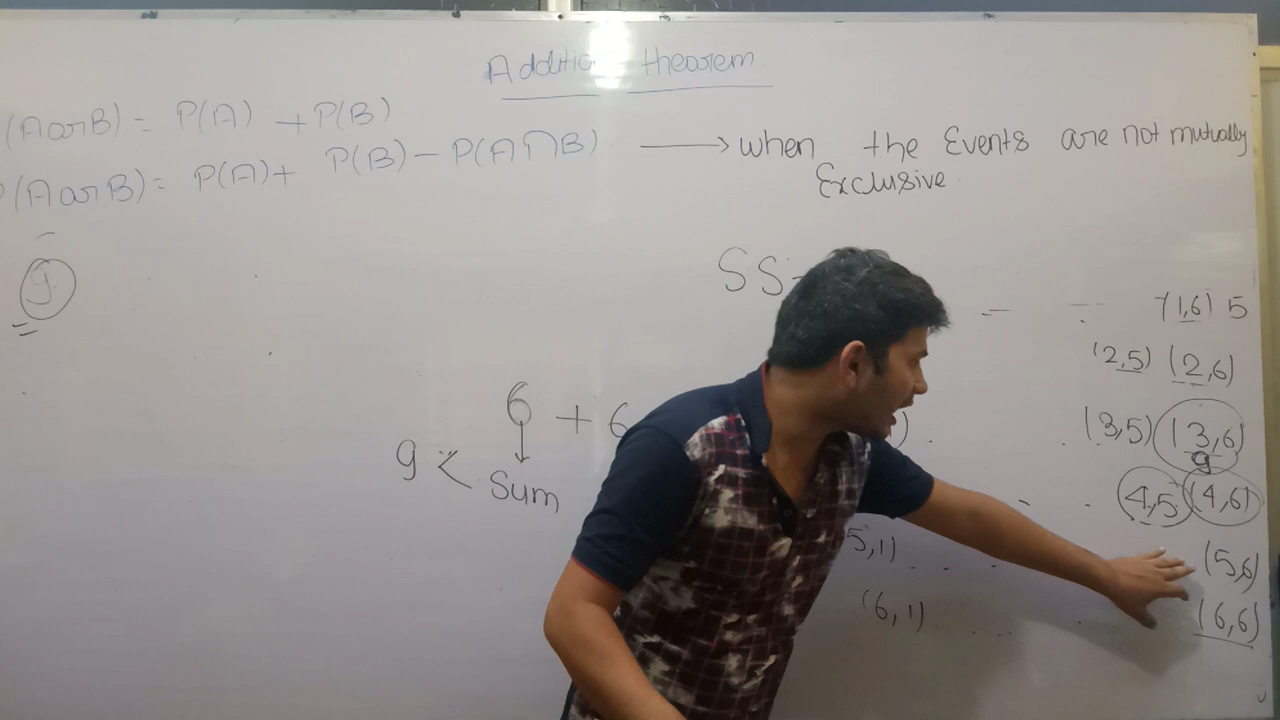 Addition theorem
(A or B) = P(A) + P(B)
P(A or B) = P(A) + P(B) - P(A∩B) → when the Events are not mutually
Exclusive
9
SS-
(1,6) 5
(2,5) (2,6)
6 + 6
(3,5) (3,6)
9
9 < Sum
(4,5) (4,6)
5,1) ... (5,6)
(6,1) .... (6,6)